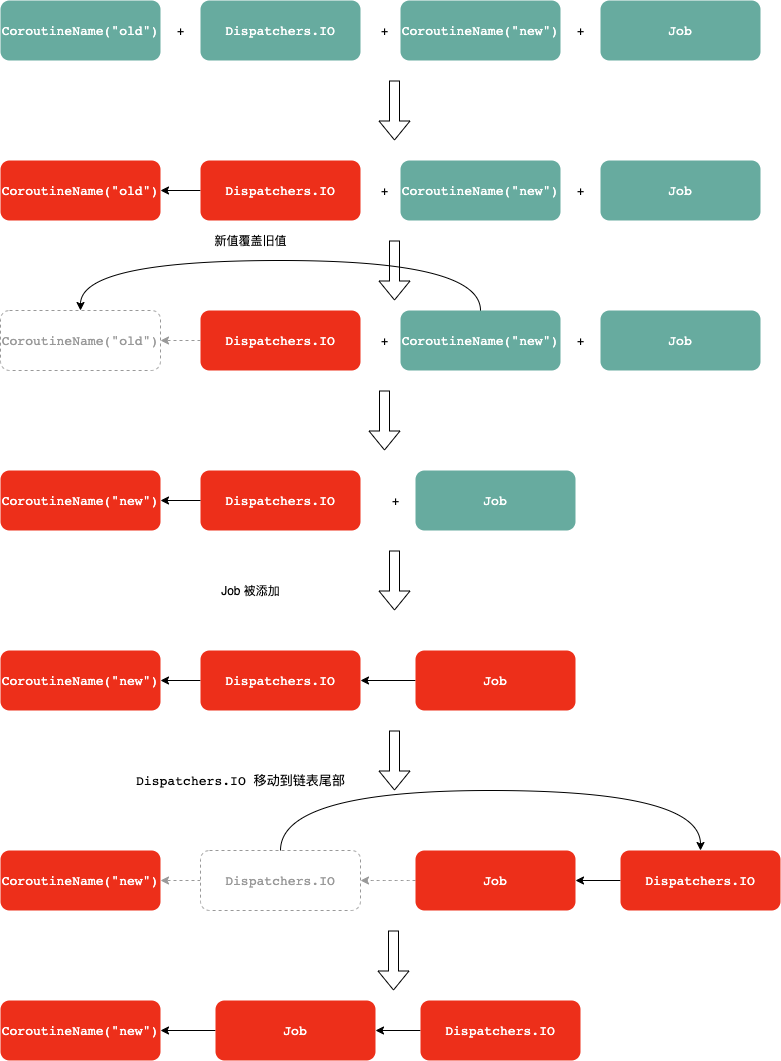 CoroutineName("old") + Dispatchers.IO + CoroutineName("new") + Job
CoroutineName("old") Dispatchers.IO + CoroutineName("new") + Job
新值覆盖旧值
CoroutineName("old") Dispatchers.IO + CoroutineName("new") + Job
CoroutineName("new") Dispatchers.IO + Job
Job 被添加
CoroutineName("new") Dispatchers.IO Job
Dispatchers.IO 移动到链表尾部
CoroutineName("new") Dispatchers.IO Job Dispatchers.IO
CoroutineName("new") Job Dispatchers.IO